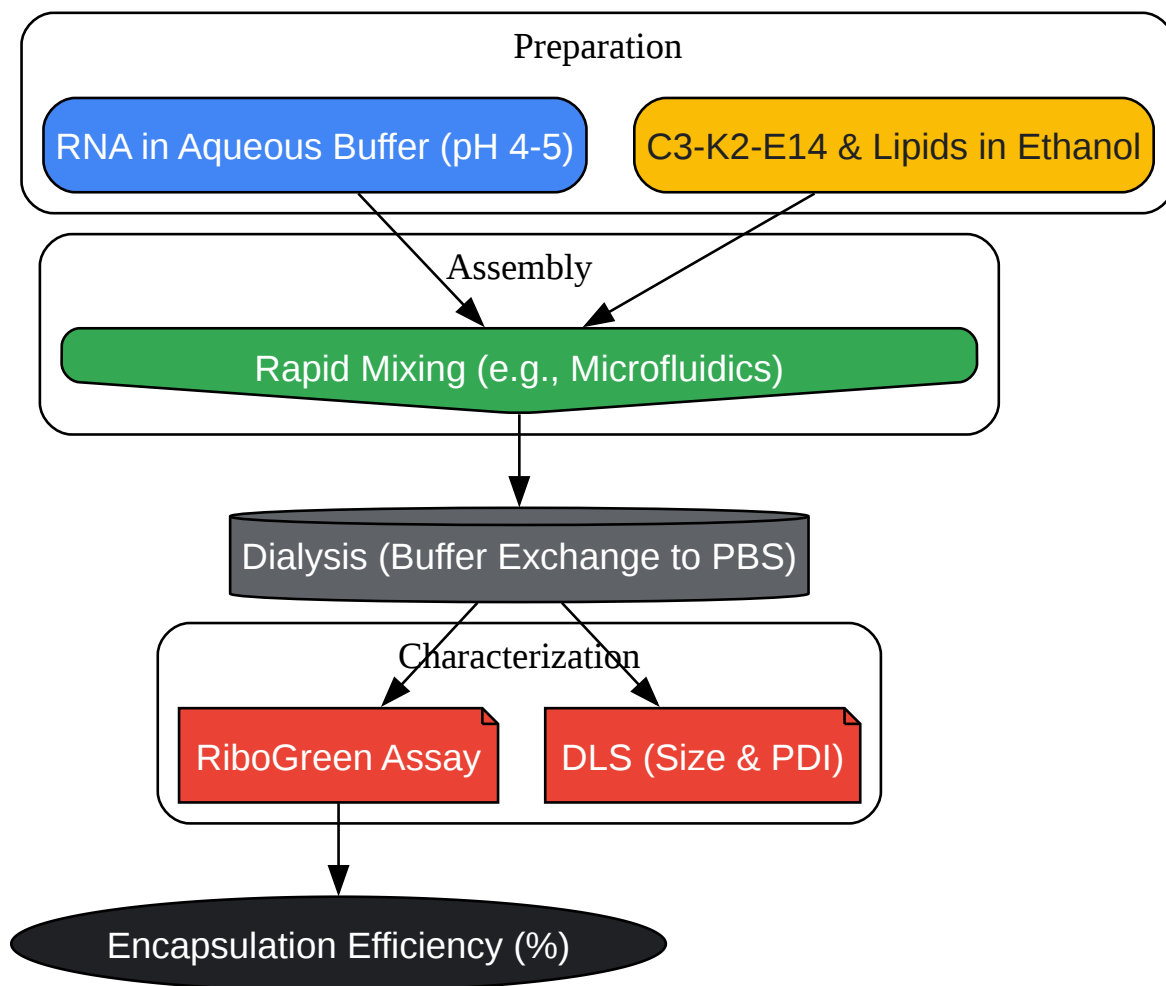 Preparation
RNA in Aqueous Buffer (pH 4-5)
C3-K2-E14 & Lipids in Ethanol
Assembly
Rapid Mixing (e.g., Microfluidics)
Dialysis (Buffer Exchange to PBS)
Characterization
RiboGreen Assay
DLS (Size & PDI)
Encapsulation Efficiency (%)